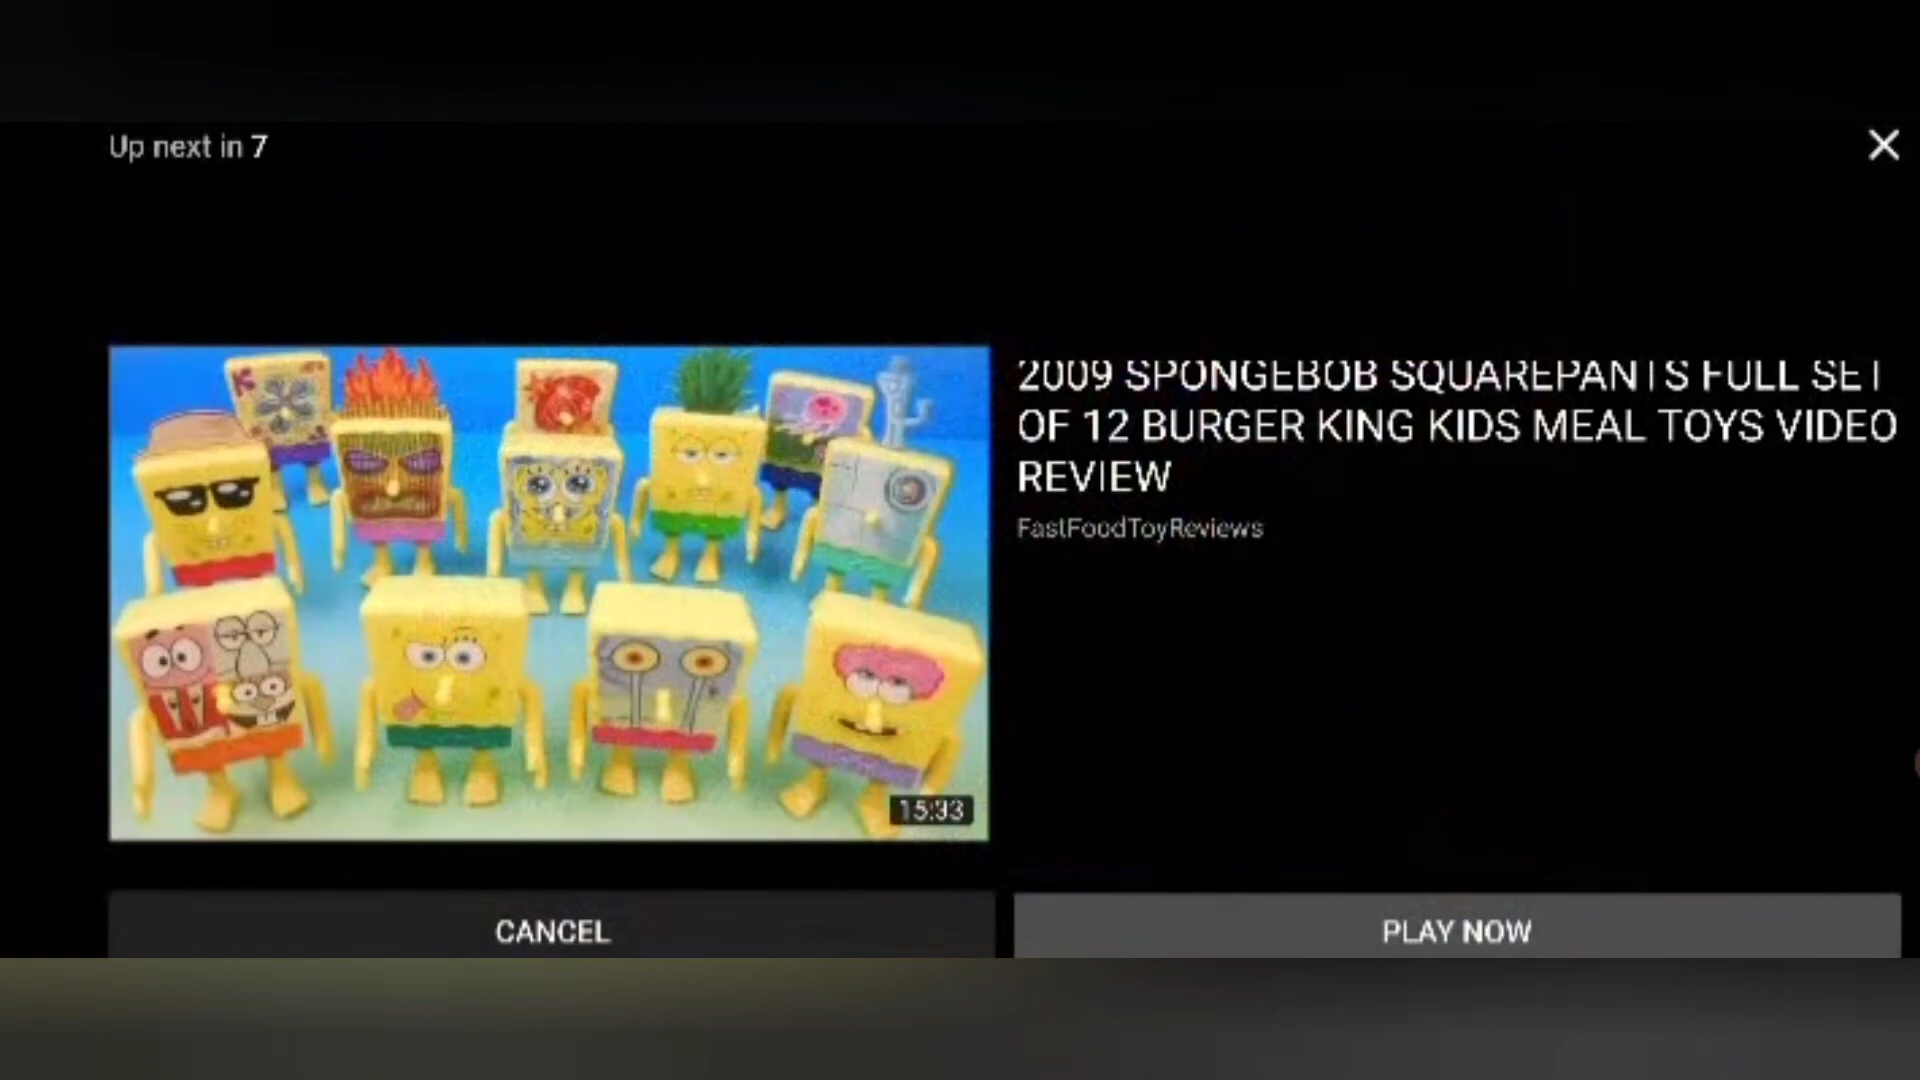 Up next in 7
2009 SPONGEBOB SQUAREPANTS FULL SET
OF 12 BURGER KING KIDS MEAL TOYS VIDEO
REVIEW
FastFoodToyReviews
15:33
CANCEL
PLAY NOW